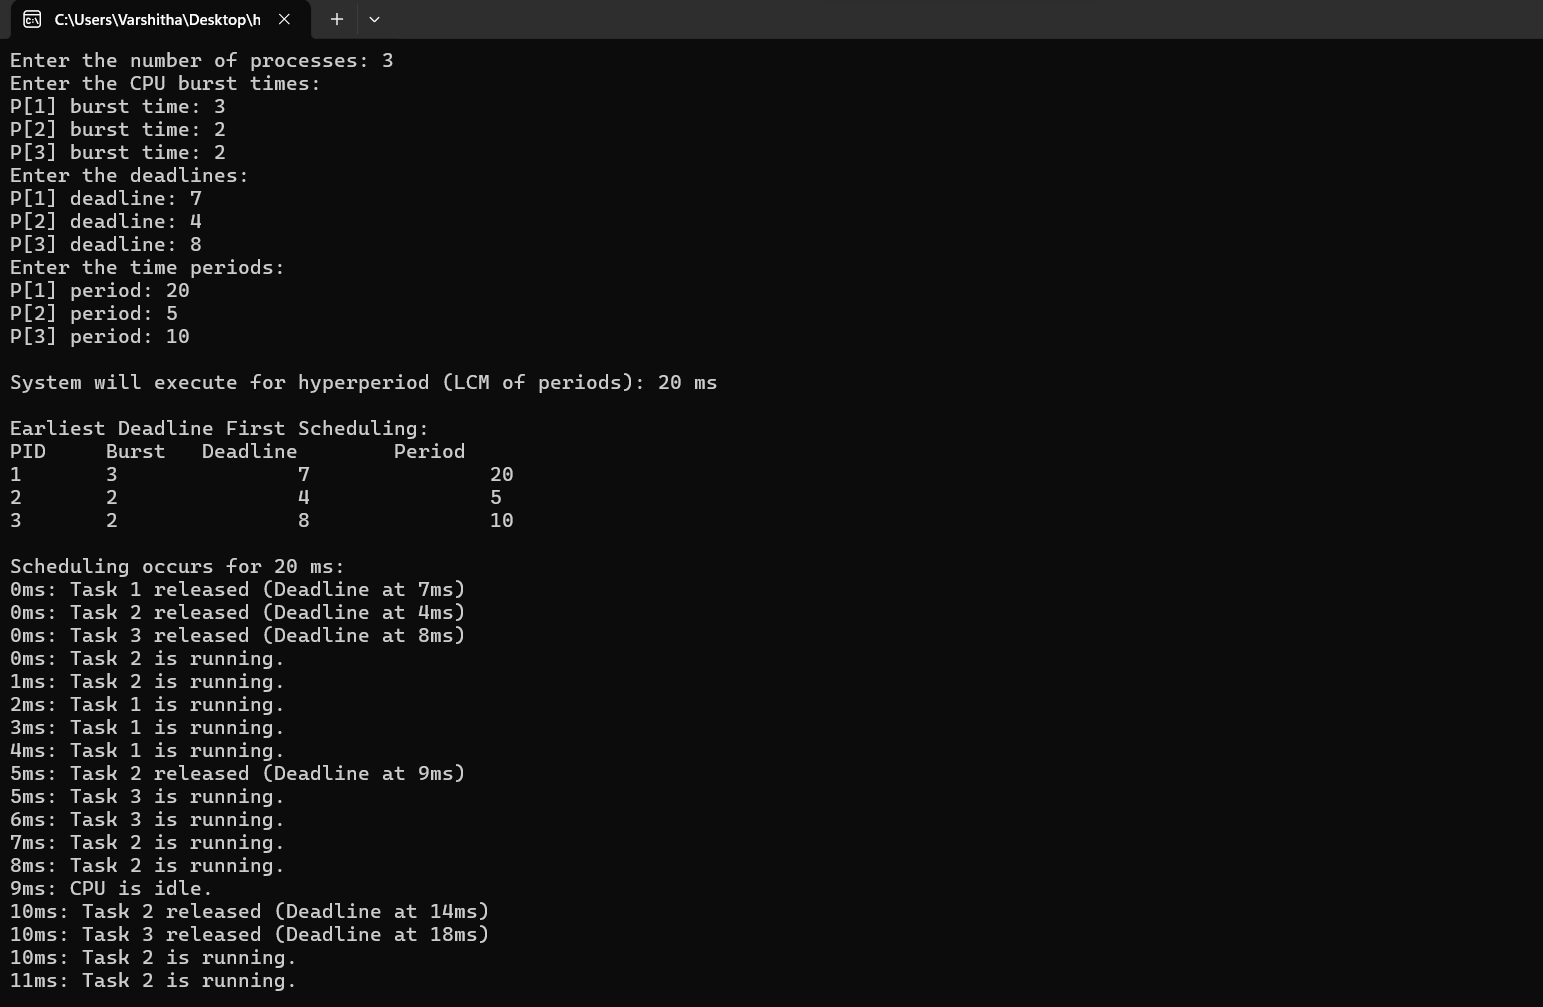 C:\Users\Varshitha\Desktop\h
Enter the number of processes: 3
Enter the CPU burst times:
P[1] burst time: 3
P[2] burst time: 2
P[3] burst time: 2
Enter the deadlines:
P[1] deadline: 7
P[2] deadline: 4
P[3] deadline: 8
Enter the time periods:
P[1] period: 20
P[2] period: 5
P[3] period: 10
System will execute for hyperperiod (LCM of periods): 20 ms
Earliest Deadline First Scheduling:
PID Burst Deadline Period
1 3 7 20
2 2 4 5
3 2 8 10
Scheduling occurs for 20 ms:
0ms: Task 1 released (Deadline at 7ms)
0ms: Task 2 released (Deadline at 4ms)
0ms: Task 3 released (Deadline at 8ms)
0ms: Task 2 is running.
1ms: Task 2 is running.
2ms: Task 1 is running.
3ms: Task 1 is running.
4ms: Task 1 is running.
5ms: Task 2 released (Deadline at 9ms)
5ms: Task 3 is running.
6ms: Task 3 is running.
7ms: Task 2 is running.
8ms: Task 2 is running.
9ms: CPU is idle.
10ms: Task 2 released (Deadline at 14ms)
10ms: Task 3 released (Deadline at 18ms)
10ms: Task 2 is running.
11ms: Task 2 is running.